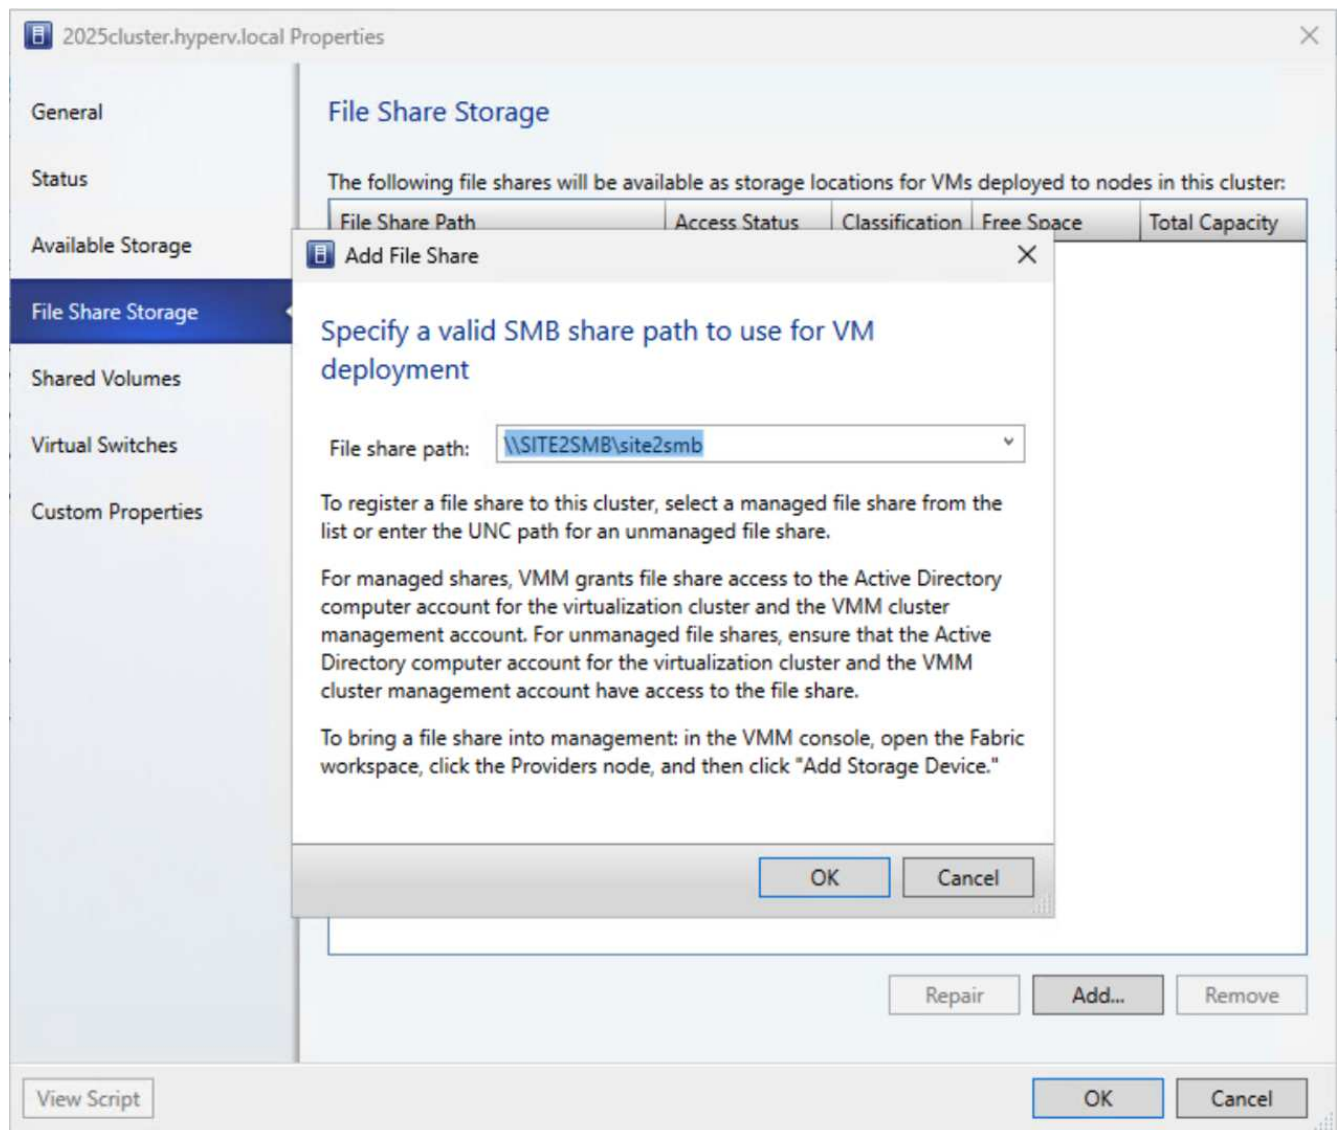 2025cluster.hyperv.local Properties
General
Status
Available Storage
File Share Storage
Shared Volumes
Virtual Switches
Custom Properties
File Share Storage
The following file shares will be available as storage locations for VMs deployed to nodes in this cluster:
File Share Path Access Status Classification Free Space Total Capacity
Add File Share
Specify a valid SMB share path to use for VM
deployment
File share path: \\SITE2SMB\site2smb
To register a file share to this cluster, select a managed file share from the
list or enter the UNC path for an unmanaged file share.
For managed shares, VMM grants file share access to the Active Directory
computer account for the virtualization cluster and the VMM cluster
management account. For unmanaged file shares, ensure that the Active
Directory computer account for the virtualization cluster and the VMM
cluster management account have access to the file share.
To bring a file share into management: in the VMM console, open the Fabric
workspace, click the Providers node, and then click "Add Storage Device."
OK Cancel
Repair Add... Remove
View Script OK Cancel